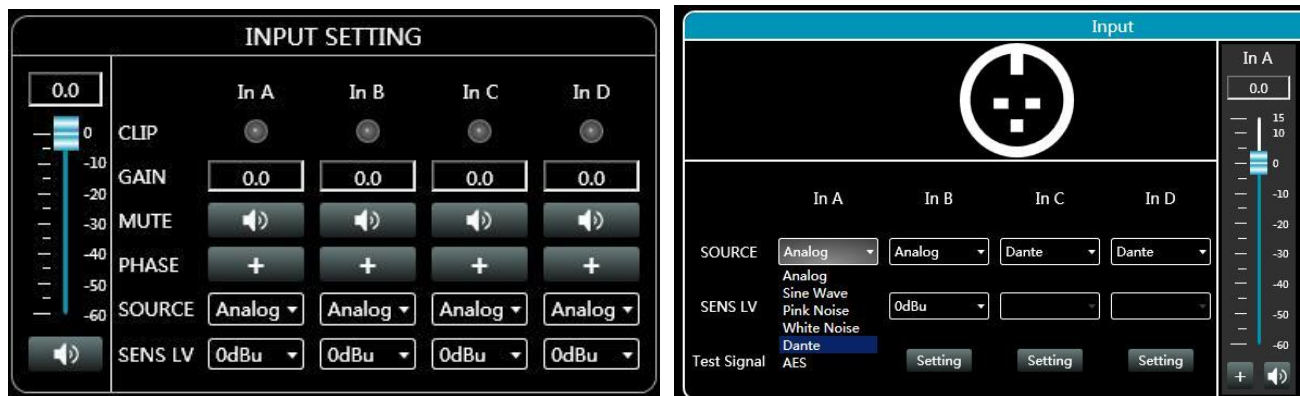 INPUT SETTING
0.0
In A In B In C In D
0
-10
-20
-30
-40
-50
-60
CLIP
GAIN 0.0 0.0 0.0 0.0
MUTE
PHASE + + + +
SOURCE Analog Analog Analog Analog
SENS LV 0dBu 0dBu 0dBu 0dBu
Input
In A In B In C In D
SOURCE Analog Analog Dante Dante
Analog
Sine Wave
Pink Noise
White Noise
Dante
AES
SENS LV 0dBu
Test Signal Setting Setting Setting
In A
0.0
15
10
0
-10
-20
-30
-40
-50
-60
+